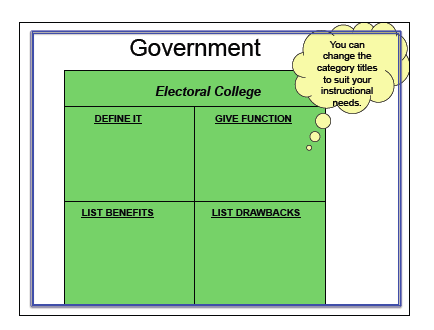 Government
You can
change the
category titles
to suit your
instructional
needs.
Electoral College
DEFINE IT
GIVE FUNCTION
LIST BENEFITS
LIST DRAWBACKS